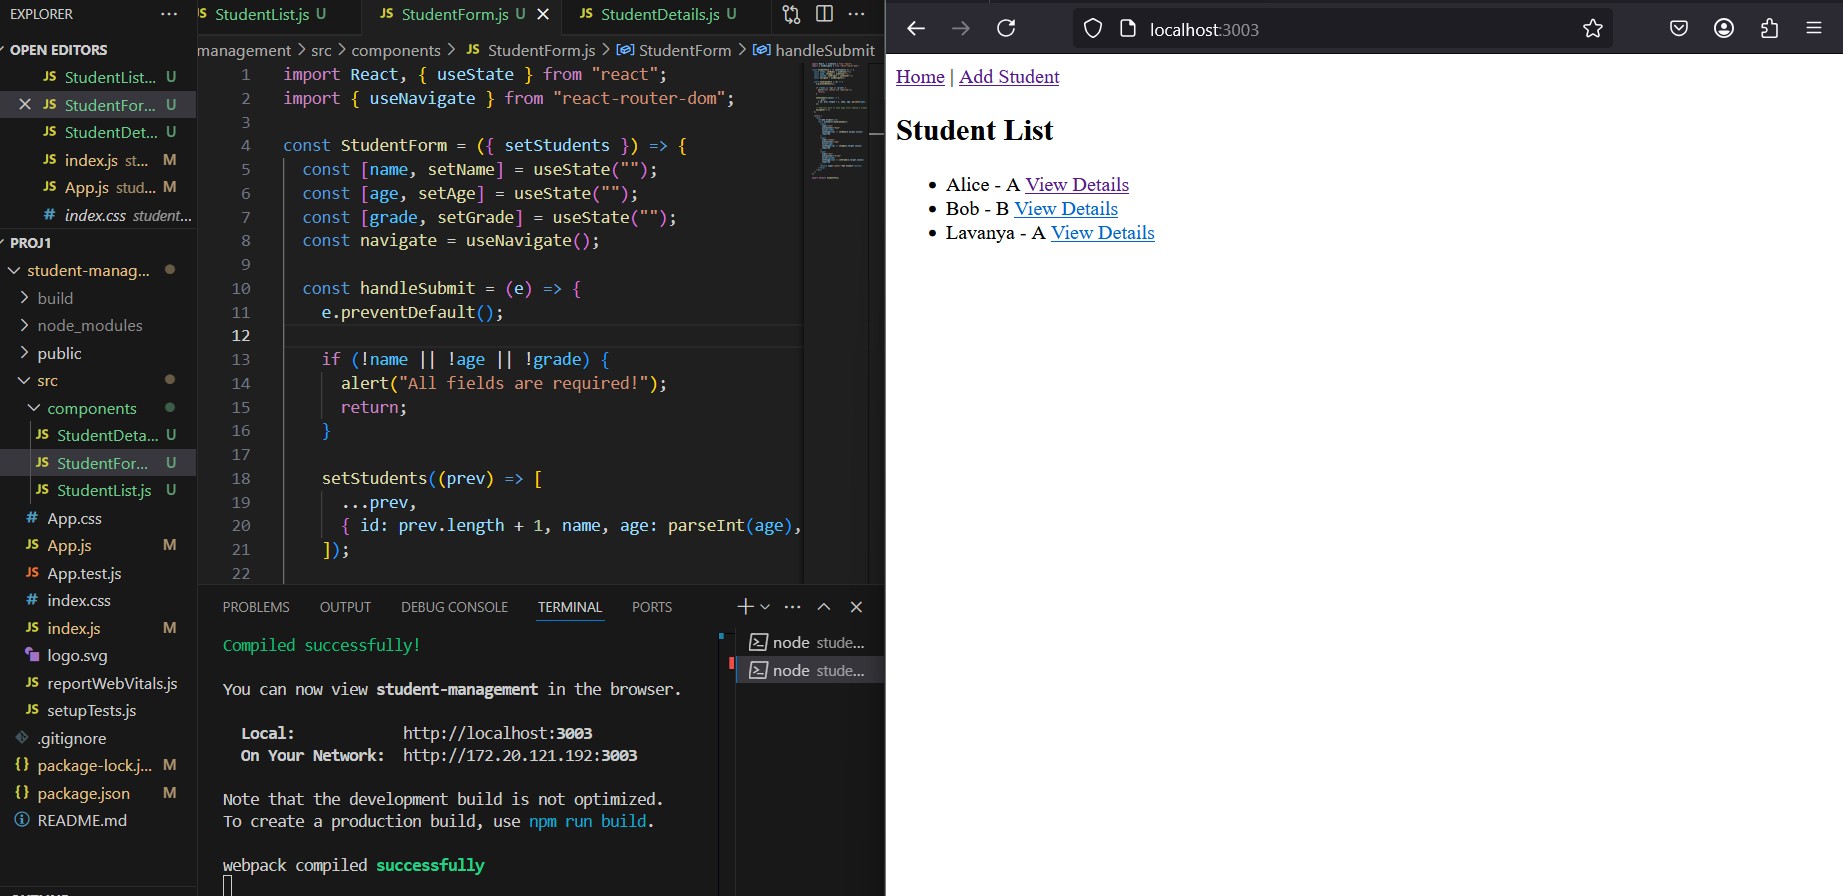 EXPLORER
OPEN EDITORS
JS StudentList... U
JS StudentFor... U
JS StudentDet... U
JS index.js st... M
JS App.js stud... M
# index.css student...
PROJ1
student-manag...
build
node_modules
public
src
components
JS StudentDeta... U
JS StudentFor... U
JS StudentList.js U
# App.css
JS App.js M
JS App.test.js
# index.css
JS index.js M
logo.svg
JS reportWebVitals.js
JS setupTests.js
.gitignore
{} package-lock.j... M
{} package.json M
README.md
JS StudentList.js U
JS StudentForm.js U
JS StudentDetails.js U
management > src > components > JS StudentForm.js > StudentForm > handleSubmit
1 import React, { useState } from "react";
2 import { useNavigate } from "react-router-dom";
3
4 const StudentForm = ({ setStudents }) => {
5 const [name, setName] = useState("");
6 const [age, setAge] = useState("");
7 const [grade, setGrade] = useState("");
8 const navigate = useNavigate();
9
10 const handleSubmit = (e) => {
11 e.preventDefault();
12
13 if (!name || !age || !grade) {
14 alert("All fields are required!");
15 return;
16 }
17
18 setStudents((prev) => [
19 ...prev,
20 { id: prev.length + 1, name, age: parseInt(age),
21 ]);
22
PROBLEMS OUTPUT DEBUG CONSOLE TERMINAL PORTS
Compiled successfully!
You can now view student-management in the browser.
Local: http://localhost:3003
On Your Network: http://172.20.121.192:3003
Note that the development build is not optimized.
To create a production build, use npm run build.
webpack compiled successfully
node stude...
node stude...
localhost:3003
Home | Add Student
Student List
• Alice - A View Details
• Bob - B View Details
• Lavanya - A View Details